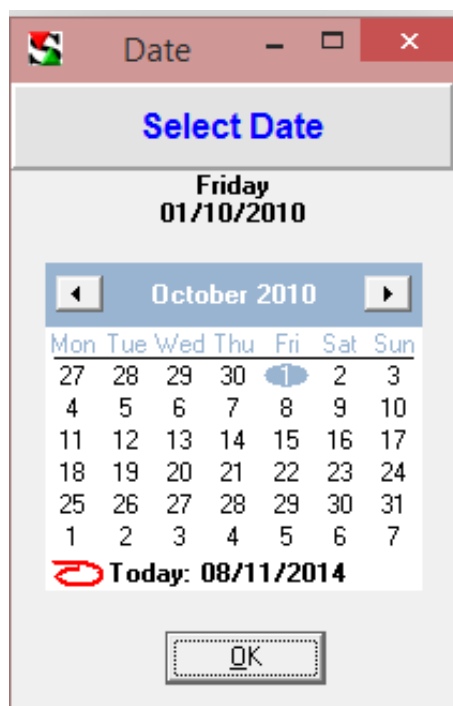 Date
Select Date
Friday
01/10/2010
October 2010
Mon Tue Wed Thu Fri Sat Sun
27 28 29 30 1 2 3
4 5 6 7 8 9 10
11 12 13 14 15 16 17
18 19 20 21 22 23 24
25 26 27 28 29 30 31
1 2 3 4 5 6 7
Today: 08/11/2014
OK